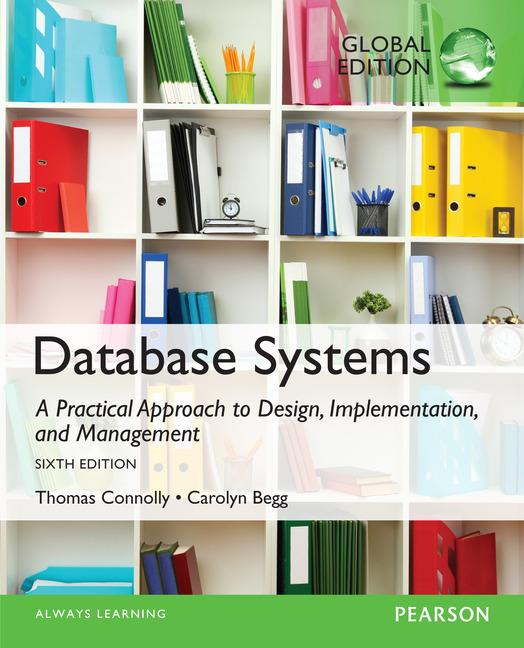 GLOBAL
EDITION
Database Systems
A Practical Approach to Design, Implementation,
and Management
SIXTH EDITION
Thomas Connolly • Carolyn Begg
ALWAYS LEARNING
PEARSON